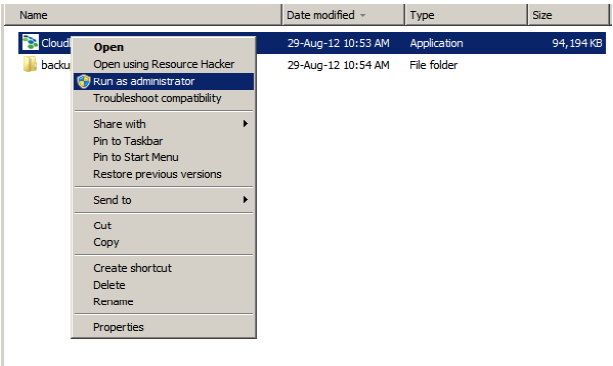 Name Date modified Type Size
Cloud 29-Aug-12 10:53 AM Application 94,194 KB
backu 29-Aug-12 10:54 AM File folder
Open
Open using Resource Hacker
Run as administrator
Troubleshoot compatibility
Share with
Pin to Taskbar
Pin to Start Menu
Restore previous versions
Send to
Cut
Copy
Create shortcut
Delete
Rename
Properties